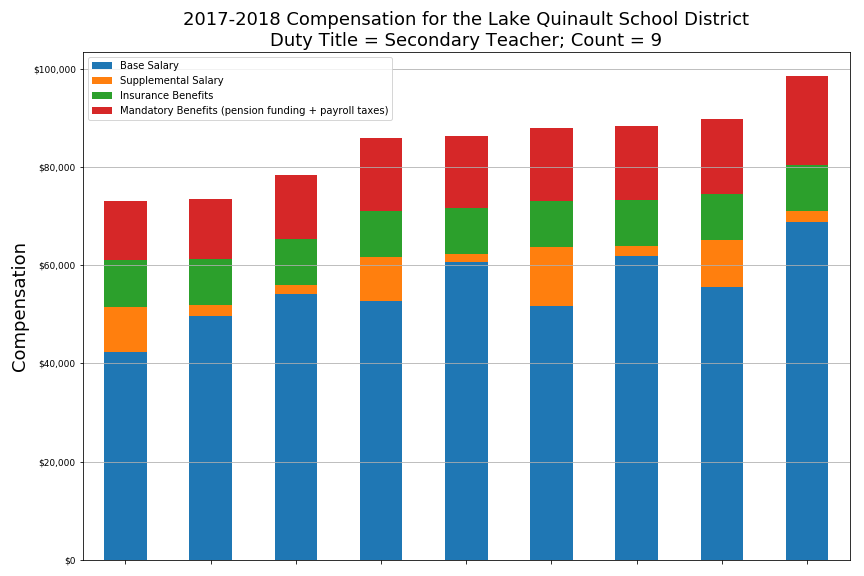 2017-2018 Compensation for the Lake Quinault School District
Duty Title = Secondary Teacher; Count = 9
Base Salary
Supplemental Salary
Insurance Benefits
Mandatory Benefits (pension funding + payroll taxes)
$100,000
$80,000
$60,000
$40,000
$20,000
$0
Compensation